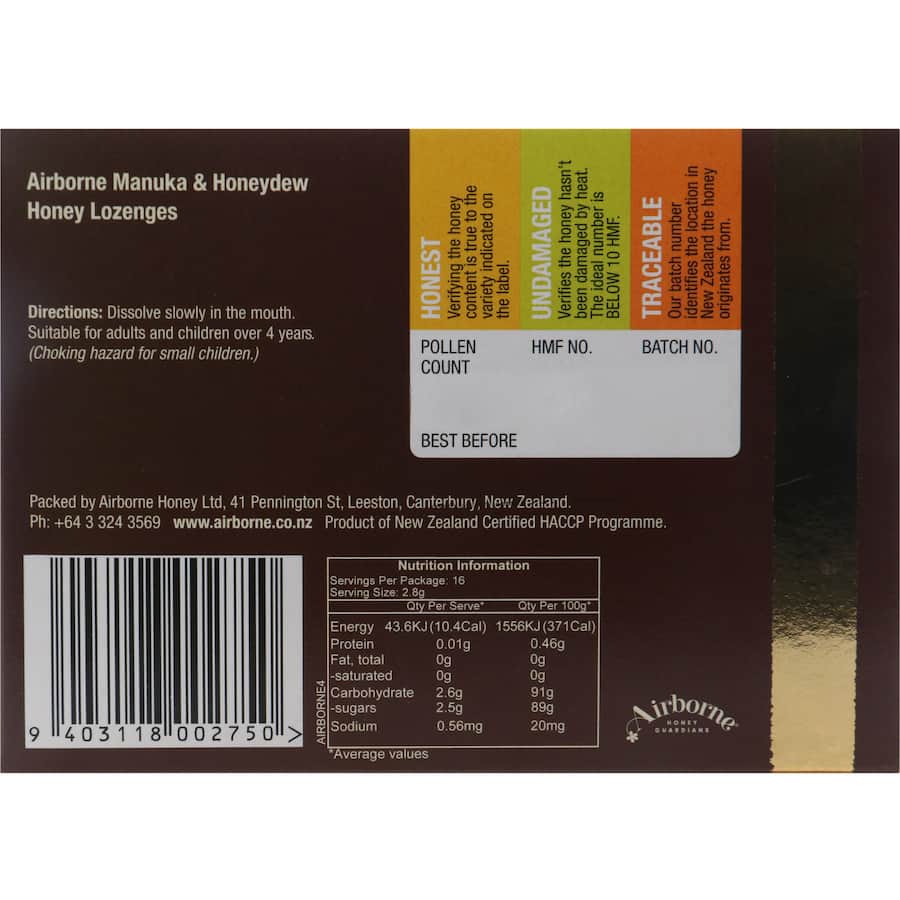 Airborne Manuka & Honeydew
Honey Lozenges
Directions: Dissolve slowly in the mouth.
Suitable for adults and children over 4 years.
(Choking hazard for small children.)
HONEST
Verifying the honey
content is true to the
variety indicated on
the label.
UNDAMAGED
Verifies the honey hasn't
been damaged by heat.
The ideal number is
BELOW 10 HMF.
TRACEABLE
Our batch number
identifies the location in
New Zealand the honey
originates from.
POLLEN
COUNT
HMF NO.
BATCH NO.
BEST BEFORE
Packed by Airborne Honey Ltd, 41 Pennington St, Leeston, Canterbury, New Zealand.
Ph: +64 3 324 3569 www.airborne.co.nz Product of New Zealand Certified HACCP Programme.
9 403118 002750 >
AIRBORNE4
Nutrition Information
Servings Per Package: 16
Serving Size: 2.8g
Qty Per Serve* Qty Per 100g*
Energy 43.6KJ(10.4Cal) 1556KJ(371Cal)
Protein 0.01g 0.46g
Fat, total 0g 0g
-saturated 0g 0g
Carbohydrate 2.6g 91g
-sugars 2.5g 89g
Sodium 0.56mg 20mg
*Average values
Airborne
HONEY
GUARDIANS